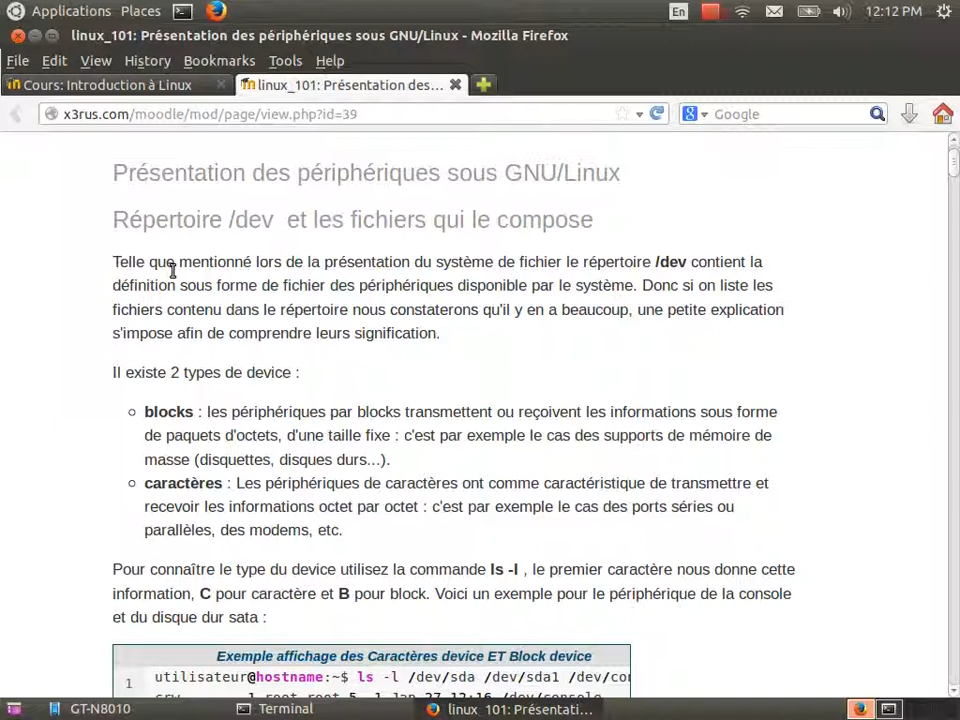 Applications Places En 12:12 PM
linux_101: Présentation des périphériques sous GNU/Linux - Mozilla Firefox
File Edit View History Bookmarks Tools Help
Cours: Introduction à Linux linux_101: Présentation des...
x3rus.com/moodle/mod/page/view.php?id=39 Google
Présentation des périphériques sous GNU/Linux
Répertoire /dev et les fichiers qui le compose
Telle que mentionné lors de la présentation du système de fichier le répertoire /dev contient la
définition sous forme de fichier des périphériques disponible par le système. Donc si on liste les
fichiers contenu dans le répertoire nous constaterons qu'il y en a beaucoup, une petite explication
s'impose afin de comprendre leurs signification.
Il existe 2 types de device :
blocks : les périphériques par blocks transmettent ou reçoivent les informations sous forme
de paquets d'octets, d'une taille fixe : c'est par exemple le cas des supports de mémoire de
masse (disquettes, disques durs...).
caractères : Les périphériques de caractères ont comme caractéristique de transmettre et
recevoir les informations octet par octet : c'est par exemple le cas des ports séries ou
parallèles, des modems, etc.
Pour connaître le type du device utilisez la commande ls -l , le premier caractère nous donne cette
information, C pour caractère et B pour block. Voici un exemple pour le périphérique de la console
et du disque dur sata :
Exemple affichage des Caractères device ET Block device
1 utilisateur@hostname:~$ ls -l /dev/sda /dev/sda1 /dev/con
1 root root 5, 1 Jan 27 12:16 /dev/console
GT-N8010 Terminal linux_101: Présentati...